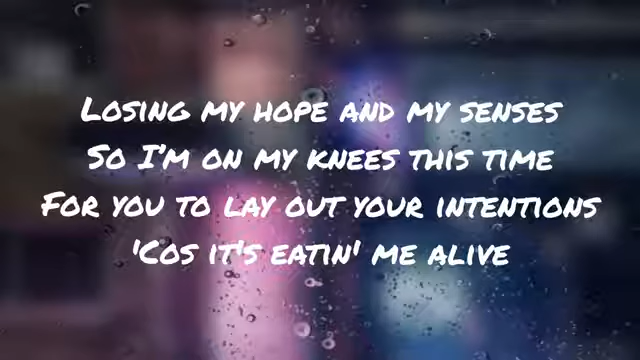 Losing my hope and my senses
So I'm on my knees this time
For you to lay out your intentions
'Cos it's eatin' me alive